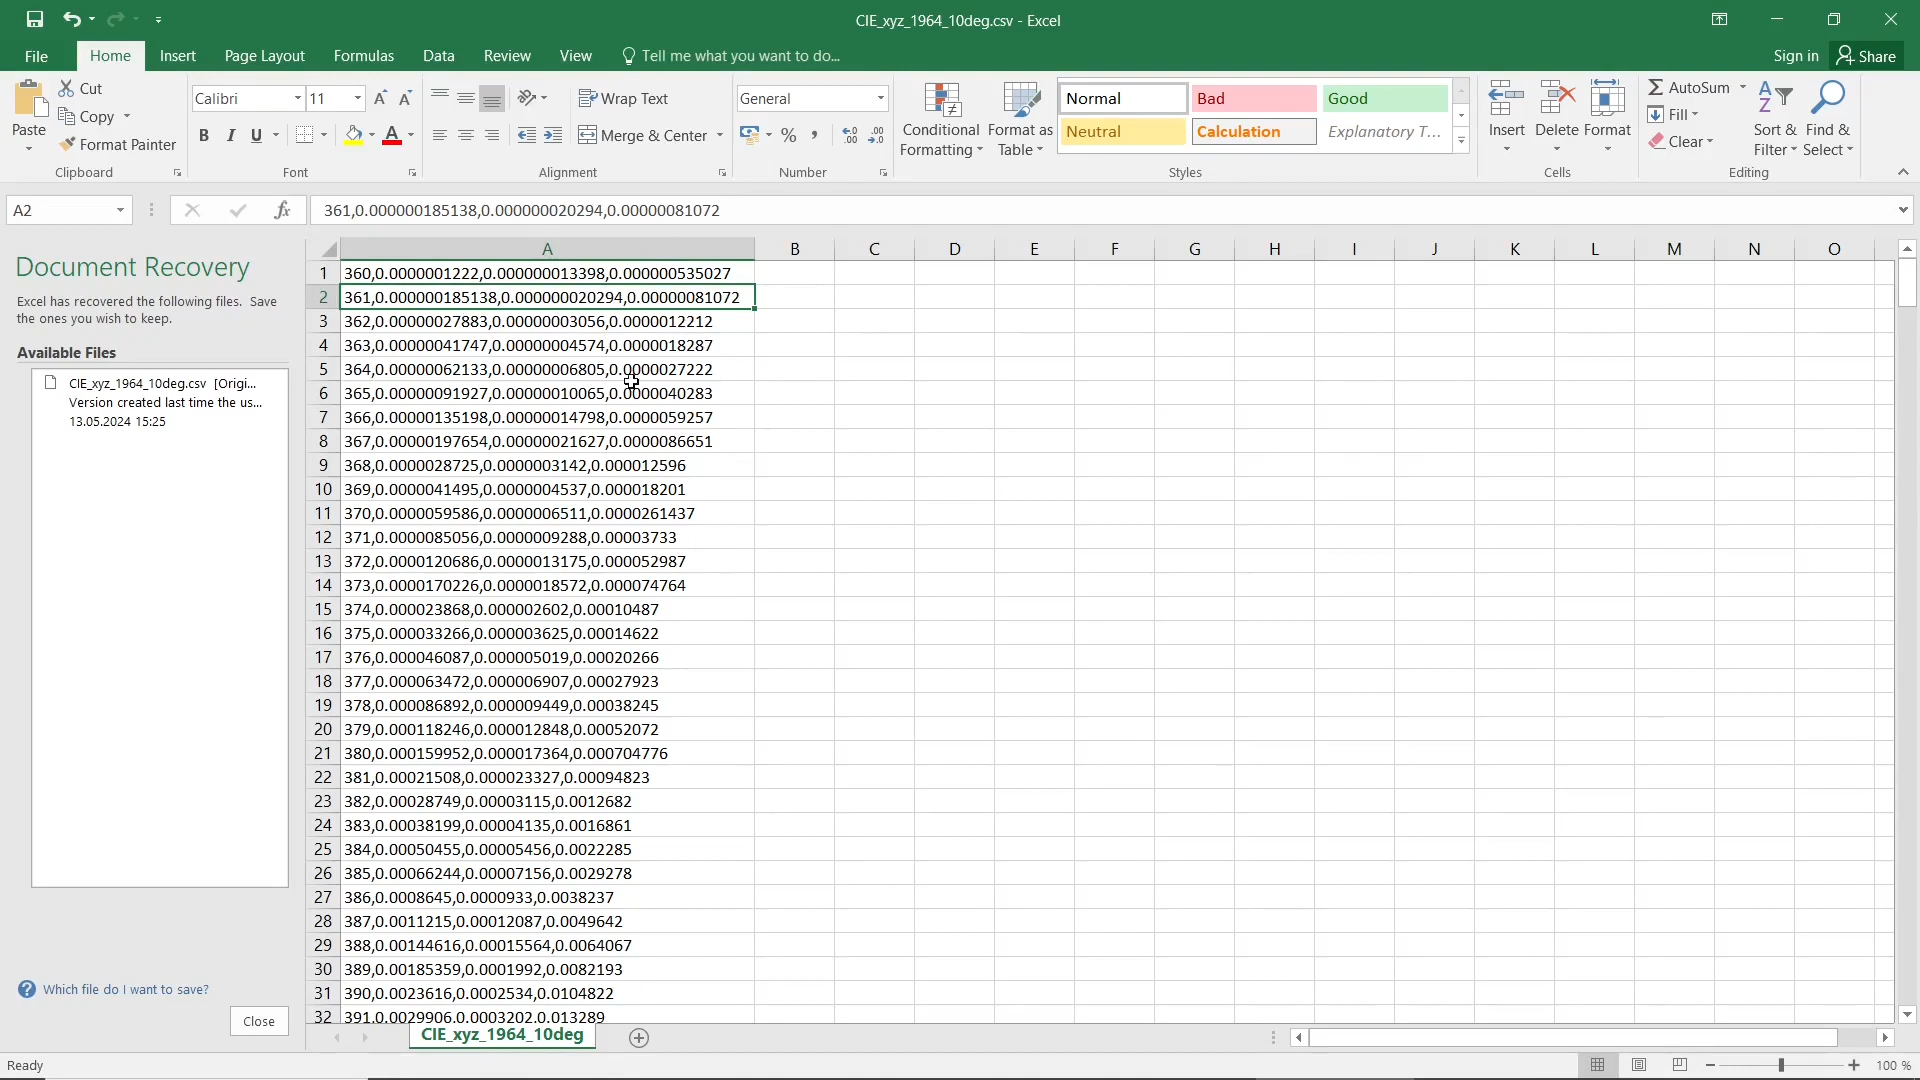 CIE_xyz_1964_10deg.csv - Excel
File Home Insert Page Layout Formulas Data Review View Tell me what you want to do... Sign in Share
Paste
Cut
Copy
Format Painter
Clipboard
Calibri 11
B I U
Font
Wrap Text
Merge & Center
Alignment
General
% ,
Number
Conditional Formatting
Format as Table
Normal Bad Good
Neutral Calculation Explanatory T...
Styles
Insert Delete Format
Cells
AutoSum
Fill
Clear
Sort & Filter
Find & Select
Editing
A2 fx 361,0.000000185138,0.000000020294,0.00000081072
Document Recovery
Excel has recovered the following files. Save
the ones you wish to keep.
Available Files
CIE_xyz_1964_10deg.csv [Origi...
Version created last time the us...
13.05.2024 15:25
Which file do I want to save?
Close
A B C D E F G H I J K L M N O
1 360,0.0000001222,0.000000013398,0.000000535027
2 361,0.000000185138,0.000000020294,0.00000081072
3 362,0.00000027883,0.00000003056,0.0000012212
4 363,0.00000041747,0.00000004574,0.0000018287
5 364,0.00000062133,0.00000006805,0.0000027222
6 365,0.00000091927,0.00000010065,0.0000040283
7 366,0.00000135198,0.00000014798,0.0000059257
8 367,0.00000197654,0.00000021627,0.0000086651
9 368,0.0000028725,0.0000003142,0.000012596
10 369,0.0000041495,0.0000004537,0.000018201
11 370,0.0000059586,0.0000006511,0.0000261437
12 371,0.0000085056,0.0000009288,0.00003733
13 372,0.0000120686,0.0000013175,0.000052987
14 373,0.0000170226,0.0000018572,0.000074764
15 374,0.000023868,0.000002602,0.00010487
16 375,0.000033266,0.000003625,0.00014622
17 376,0.000046087,0.000005019,0.00020266
18 377,0.000063472,0.000006907,0.00027923
19 378,0.000086892,0.000009449,0.00038245
20 379,0.000118246,0.000012848,0.00052072
21 380,0.000159952,0.000017364,0.000704776
22 381,0.00021508,0.000023327,0.00094823
23 382,0.00028749,0.00003115,0.0012682
24 383,0.00038199,0.00004135,0.0016861
25 384,0.00050455,0.00005456,0.0022285
26 385,0.00066244,0.00007156,0.0029278
27 386,0.0008645,0.0000933,0.0038237
28 387,0.0011215,0.00012087,0.0049642
29 388,0.00144616,0.00015564,0.0064067
30 389,0.00185359,0.0001992,0.0082193
31 390,0.0023616,0.0002534,0.0104822
32 391,0.0029906,0.0003202,0.013289
CIE_xyz_1964_10deg
Ready
100 %